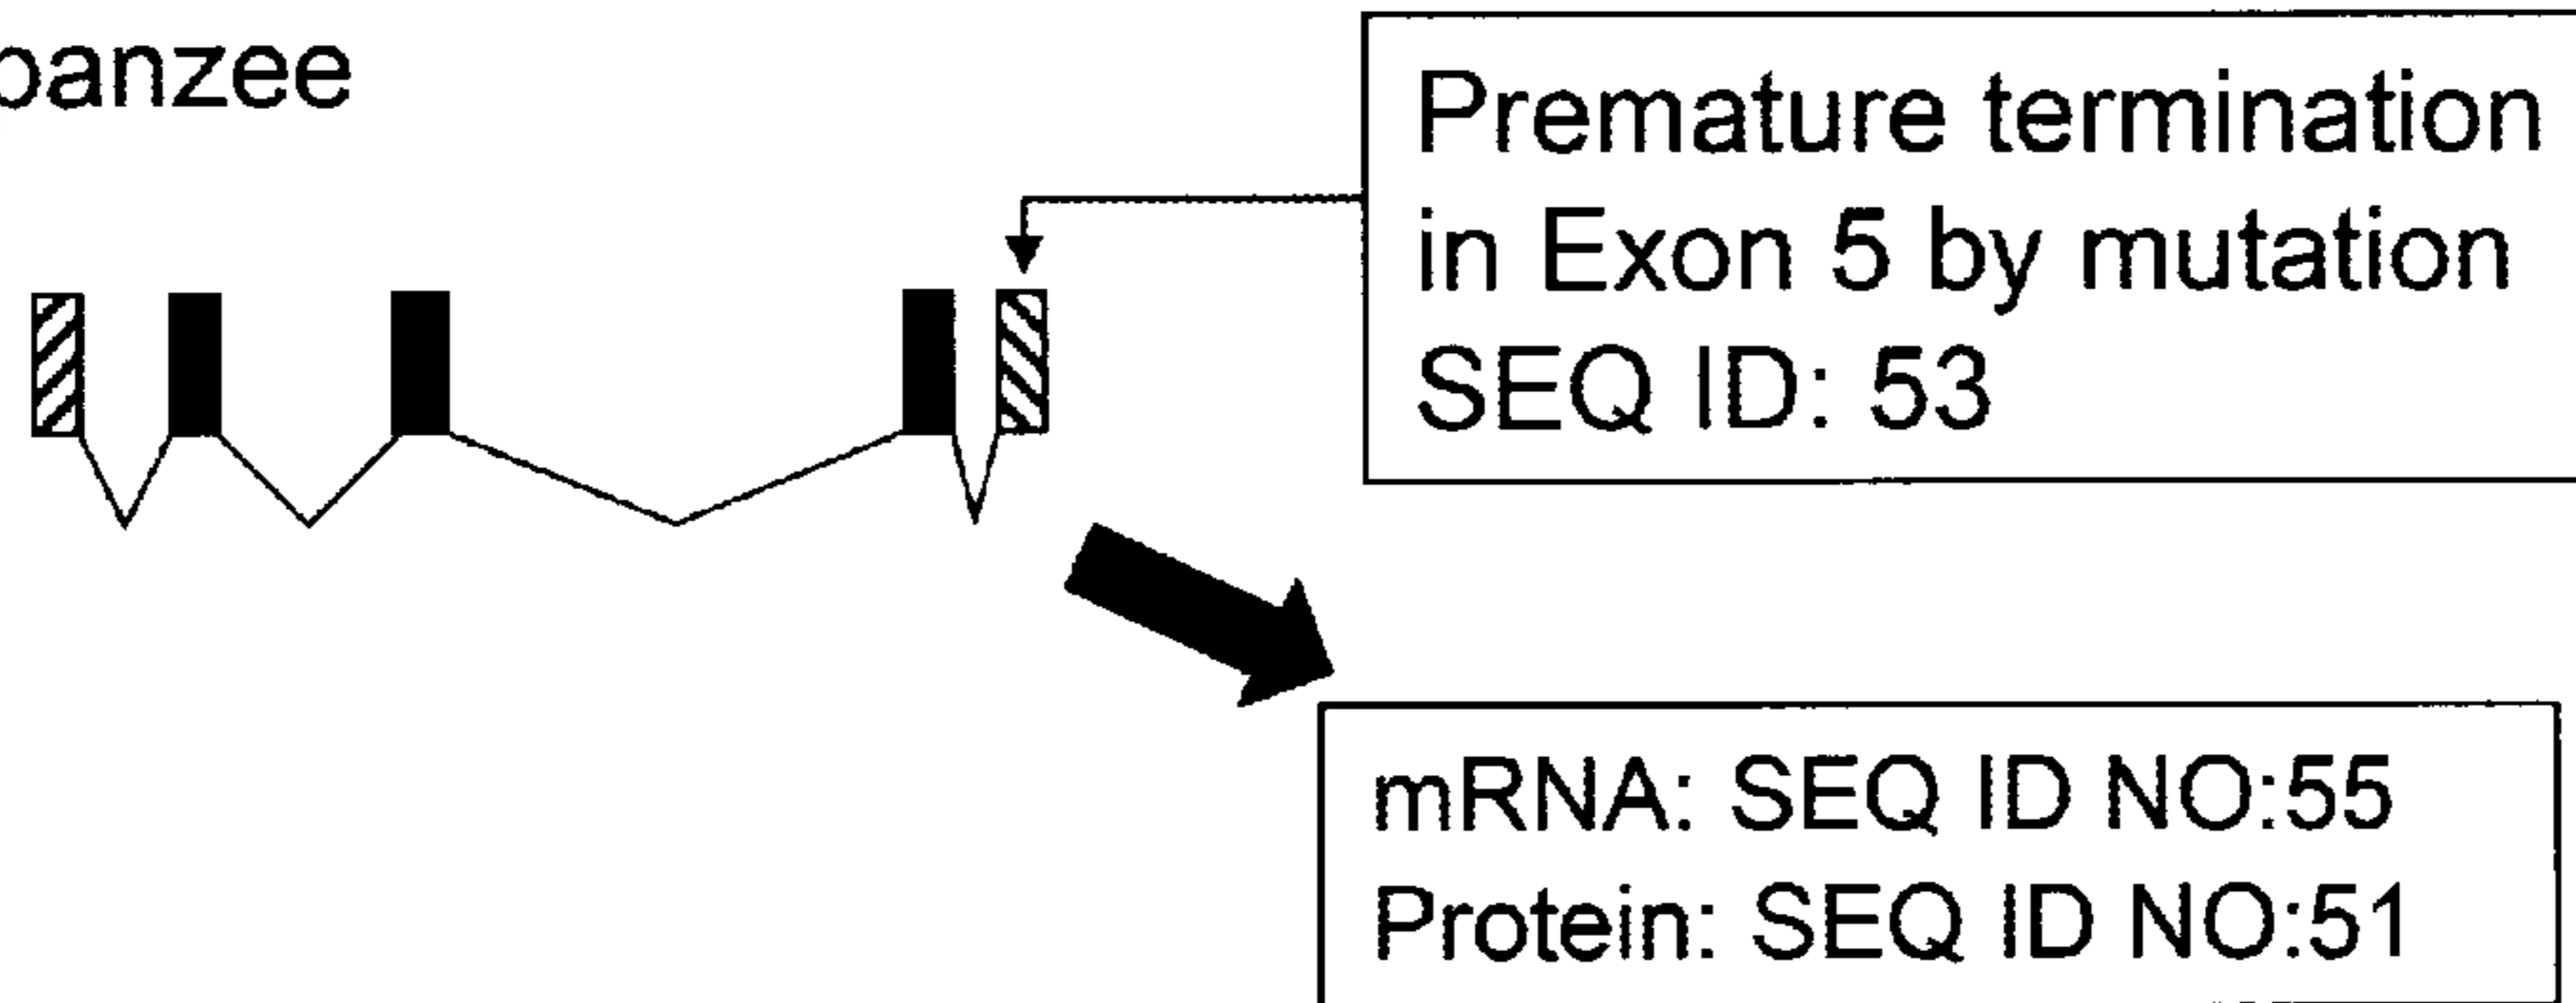 panzee
Premature termination
in Exon 5 by mutation
SEQ ID: 53
mRNA: SEQ ID NO:55
Protein: SEQ ID NO:51